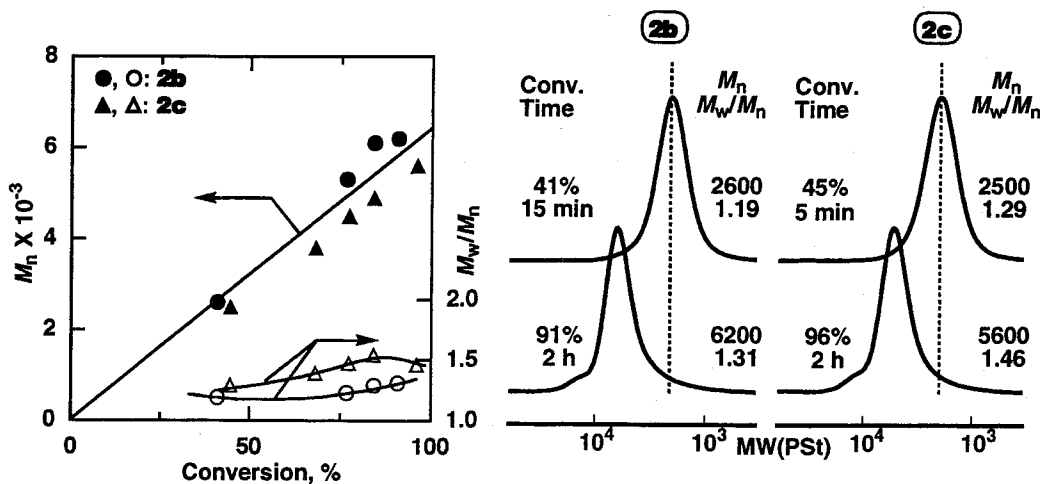 8
6
4
2
0
Mn X 10-3
●, ○: 2b
▲, △: 2c
2.0
1.5
1.0
Mw/Mn
0
50
100
Conversion, %
2b
Conv.
Time
Mn
Mw/Mn
41%
15 min
2600
1.19
91%
2 h
6200
1.31
2c
Conv.
Time
Mn
Mw/Mn
45%
5 min
2500
1.29
96%
2 h
5600
1.46
104
103
MW(PSt)
104
103